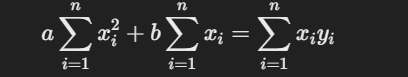 a∑_{i=1}^{n} x_i^2 + b∑_{i=1}^{n} x_i = ∑_{i=1}^{n} x_i y_i